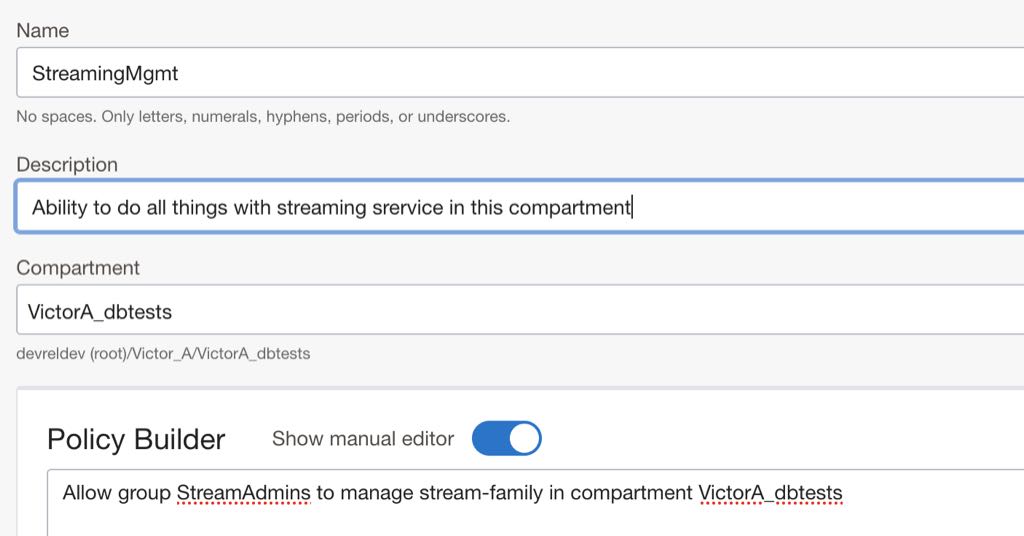 Name
StreamingMgmt
No spaces. Only letters, numerals, hyphens, periods, or underscores.
Description
Ability to do all things with streaming srervice in this compartment
Compartment
VictorA_dbtests
devreldev (root)/Victor_A/VictorA_dbtests
Policy Builder Show manual editor
Allow group StreamAdmins to manage stream-family in compartment VictorA_dbtests